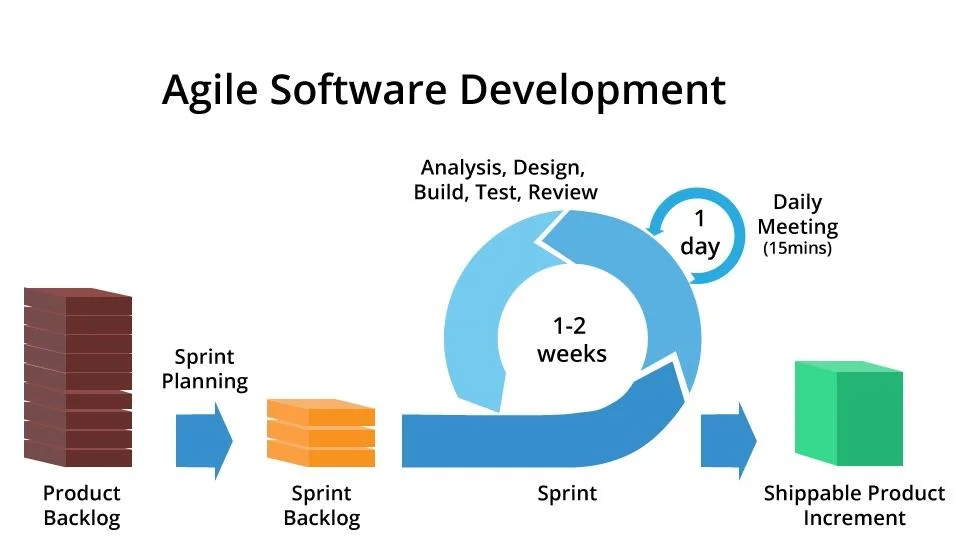 Agile Software Development
Analysis, Design,
Build, Test, Review
1
day
Daily
Meeting
(15mins)
1-2
weeks
Sprint
Planning
Product
Backlog
Sprint
Backlog
Sprint
Shippable Product
Increment